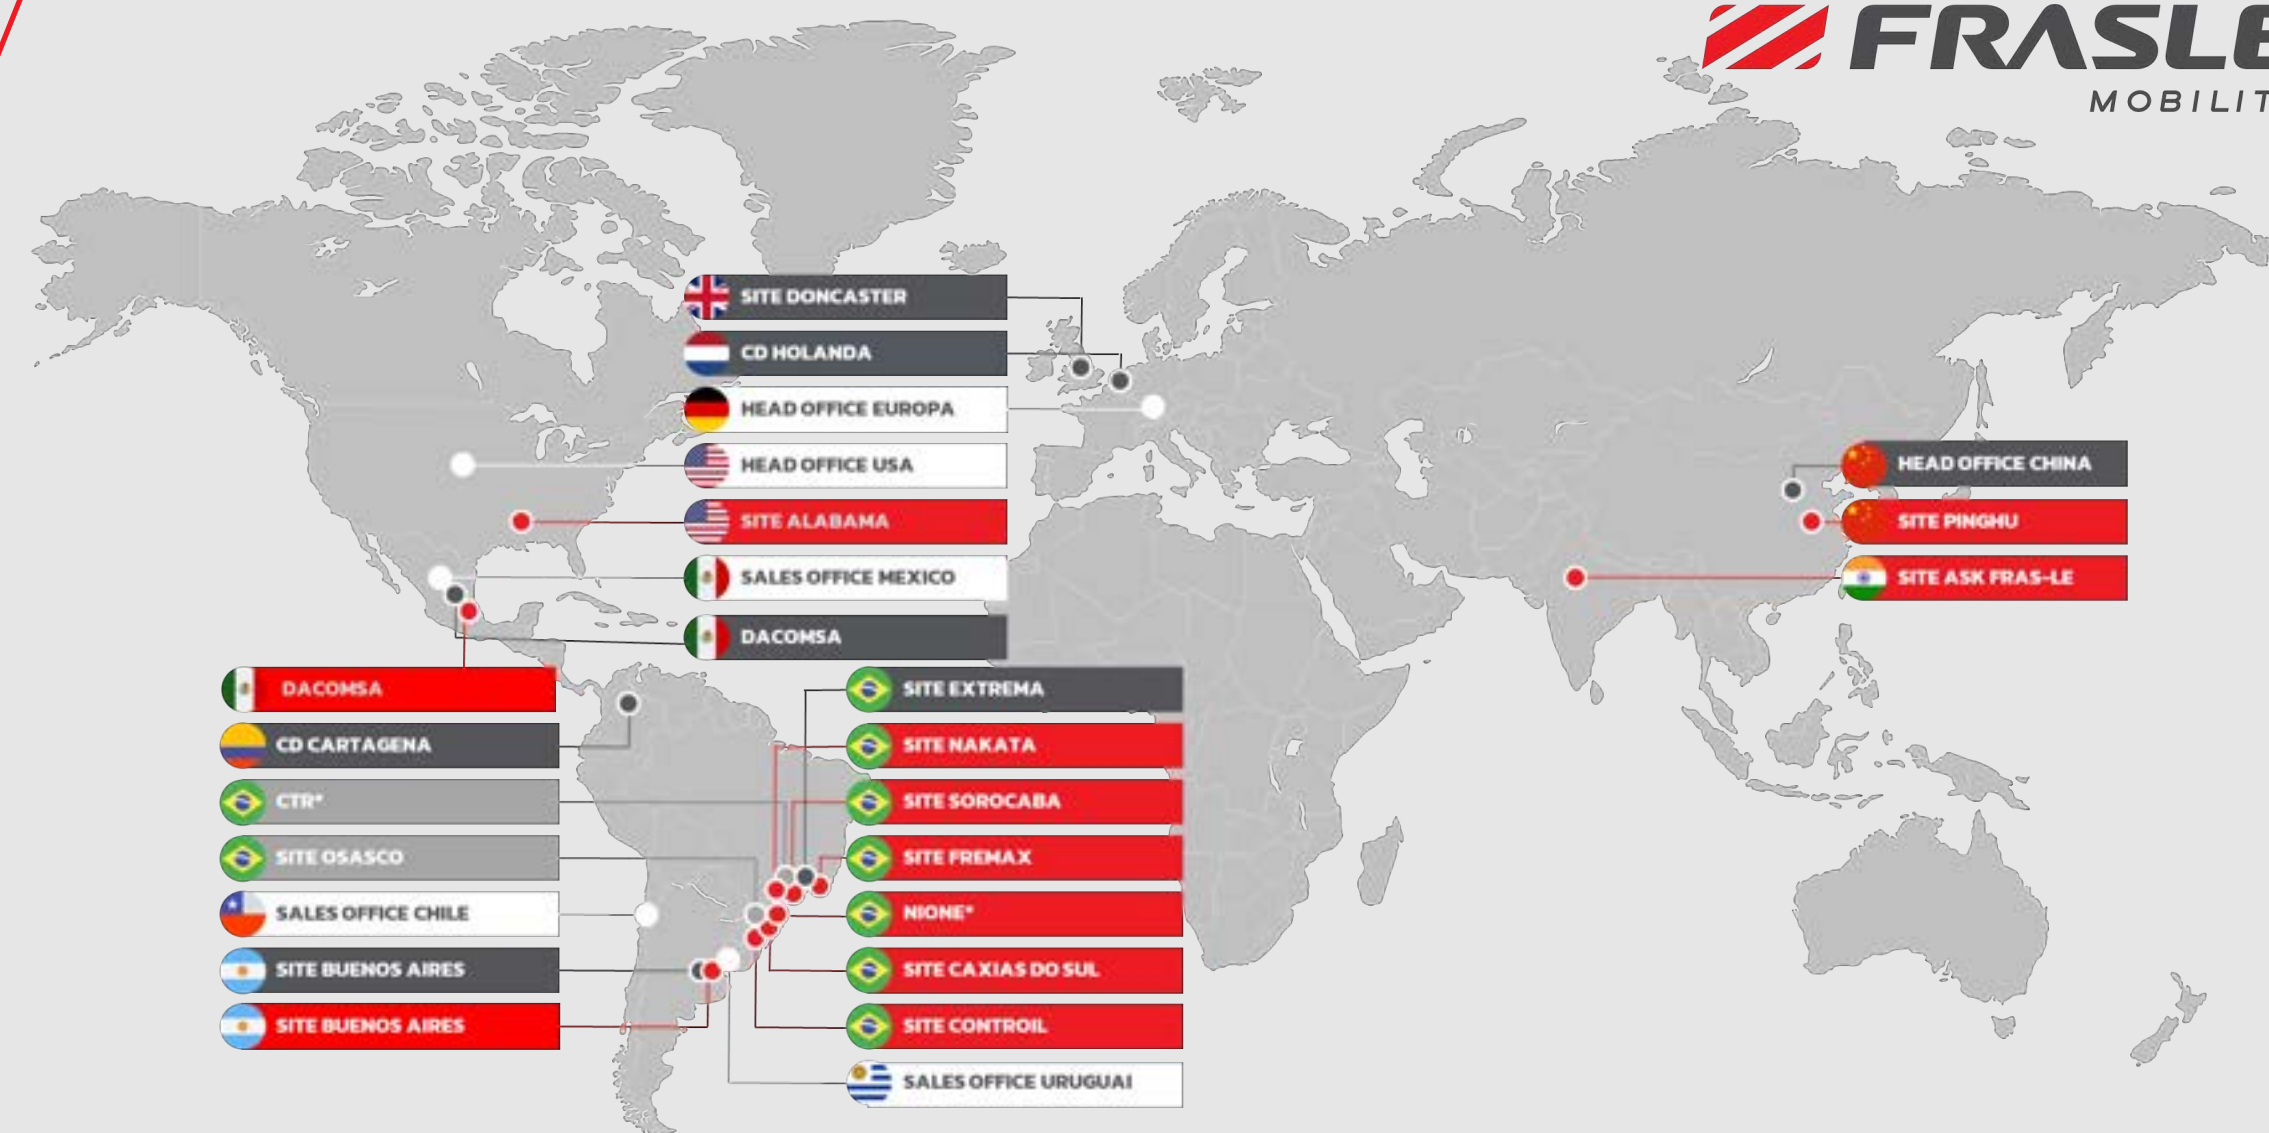 FRASLE
MOBILIT
SITE DONCASTER
CD HOLANDA
HEAD OFFICE EUROPA
HEAD OFFICE USA
SITE ALABAMA
SALES OFFICE MEXICO
DACOMSA
HEAD OFFICE CHINA
SITE PINGHU
SITE ASK FRAS-LE
DACOMSA
CD CARTAGENA
CTR*
SITE OSASCO
SALES OFFICE CHILE
SITE BUENOS AIRES
SITE BUENOS AIRES
SITE EXTREMA
SITE NAKATA
SITE SOROCABA
SITE FREMAX
NIONE*
SITE CAXIAS DO SUL
SITE CONTROIL
SALES OFFICE URUGUAI